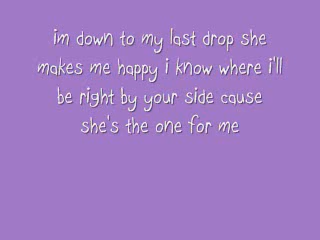 im down to my last drop she
makes me happy i know where i'll
be right by your side cause
she's the one for me